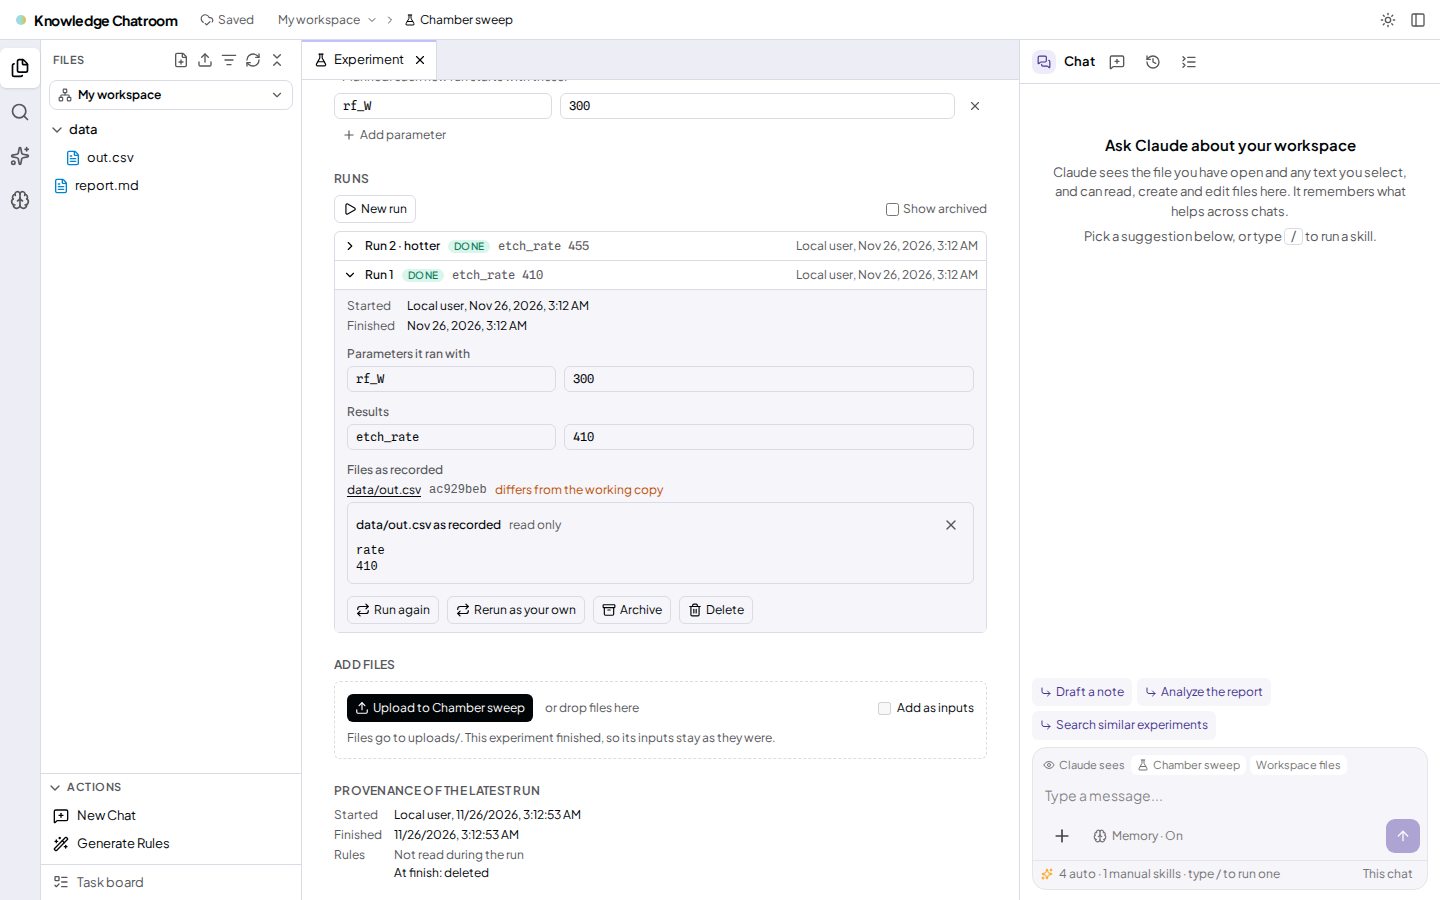 Knowledge Chatroom
Saved
My workspace
Chamber sweep
FILES
My workspace
data
out.csv
report.md
ACTIONS
New Chat
Generate Rules
Task board
Experiment
rf_W
300
Add parameter
RUNS
New run
Show archived
Run 2 · hotter DONE etch_rate 455 Local user, Nov 26, 2026, 3:12 AM
Run 1 DONE etch_rate 410 Local user, Nov 26, 2026, 3:12 AM
Started Local user, Nov 26, 2026, 3:12 AM
Finished Nov 26, 2026, 3:12 AM
Parameters it ran with
rf_W
300
Results
etch_rate
410
Files as recorded
data/out.csv ac929beb differs from the working copy
data/out.csv as recorded read only
rate
410
Run again
Rerun as your own
Archive
Delete
ADD FILES
Upload to Chamber sweep
or drop files here
Add as inputs
Files go to uploads/. This experiment finished, so its inputs stay as they were.
PROVENANCE OF THE LATEST RUN
Started Local user, 11/26/2026, 3:12:53 AM
Finished 11/26/2026, 3:12:53 AM
Rules Not read during the run
At finish: deleted
Chat
Ask Claude about your workspace
Claude sees the file you have open and any text you select,
and can read, create and edit files here. It remembers what
helps across chats.
Pick a suggestion below, or type / to run a skill.
Draft a note
Analyze the report
Search similar experiments
Claude sees
Chamber sweep
Workspace files
Type a message...
Memory · On
4 auto · 1 manual skills · type / to run one
This chat